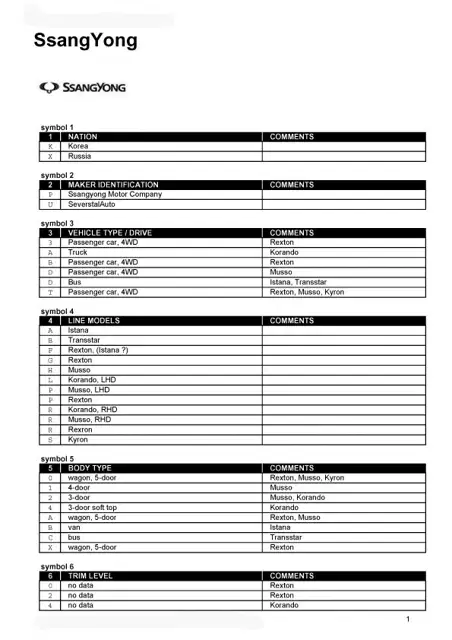 SsangYong
SSANGYONG
symbol 1
1 NATION COMMENTS
K Korea
X Russia
symbol 2
2 MAKER IDENTIFICATION COMMENTS
P Ssangyong Motor Company
U SeverstalAuto
symbol 3
3 VEHICLE TYPE / DRIVE COMMENTS
3 Passenger car, 4WD Rexton
A Truck Korando
B Passenger car, 4WD Rexton
D Passenger car, 4WD Musso
D Bus Istana, Transstar
T Passenger car, 4WD Rexton, Musso, Kyron
symbol 4
4 LINE MODELS COMMENTS
A Istana
B Transstar
F Rexton, (Istana ?)
G Rexton
H Musso
L Korando, LHD
P Musso, LHD
P Rexton
R Korando, RHD
R Musso, RHD
R Rexron
S Kyron
symbol 5
5 BODY TYPE COMMENTS
0 wagon, 5-door Rexton, Musso, Kyron
1 4-door Musso
2 3-door Musso, Korando
4 3-door soft top Korando
A wagon, 5-door Rexton, Musso
B van Istana
C bus Transstar
X wagon, 5-door Rexton
symbol 6
6 TRIM LEVEL COMMENTS
0 no data Rexton
2 no data Rexton
4 no data Korando
1